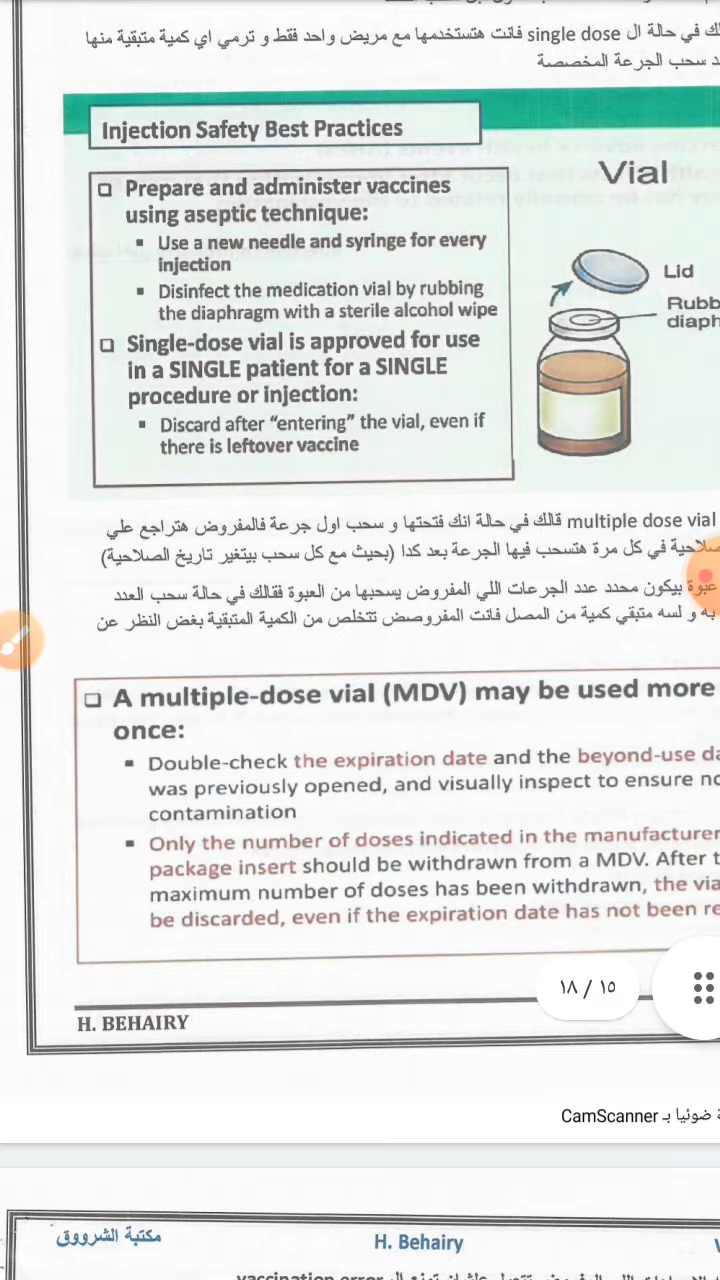 لك في حالة ال single dose فانت هتستخدمها مع مريض واحد فقط و ترمي اي كمية متبقية منها
د سحب الجرعة المخصصة
Injection Safety Best Practices
Vial
❑ Prepare and administer vaccines
using aseptic technique:
▪ Use a new needle and syringe for every
injection
▪ Disinfect the medication vial by rubbing
the diaphragm with a sterile alcohol wipe
❑ Single-dose vial is approved for use
in a SINGLE patient for a SINGLE
procedure or injection:
▪ Discard after “entering” the vial, even if
there is leftover vaccine
Lid
Rubb
diaph
multiple dose vial قالك في حالة انك فتحتها و سحب اول جرعة فالمفروض هتراجع علي
صلاحية في كل مرة هتسحب فيها الجرعة بعد كدا (بحيث مع كل سحب بيتغير تاريخ الصلاحية)
عبوة بيكون محدد عدد الجرعات اللي المفروض يسحبها من العبوة فقالك في حالة سحب العدد
به و لسه متبقي كمية من المصل فانت المفروصض تتخلص من الكمية المتبقية بغض النظر عن
❑ A multiple-dose vial (MDV) may be used more
once:
▪ Double-check the expiration date and the beyond-use da
was previously opened, and visually inspect to ensure no
contamination
▪ Only the number of doses indicated in the manufacturer
package insert should be withdrawn from a MDV. After t
maximum number of doses has been withdrawn, the via
be discarded, even if the expiration date has not been re
١٨ / ١٥
H. BEHAIRY
ة ضوئيا بـ CamScanner
مكتبة الشرووق
H. Behairy